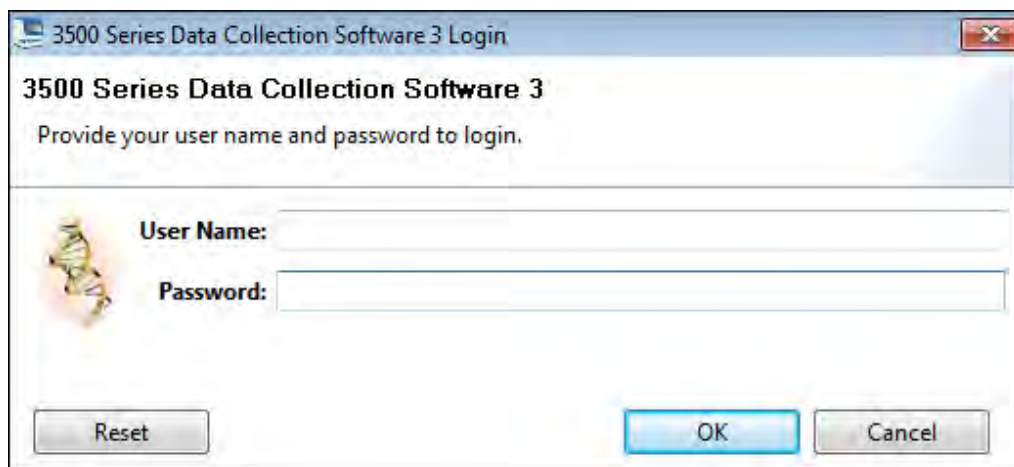 3500 Series Data Collection Software 3 Login
3500 Series Data Collection Software 3
Provide your user name and password to login.
User Name:
Password:
Reset
OK
Cancel